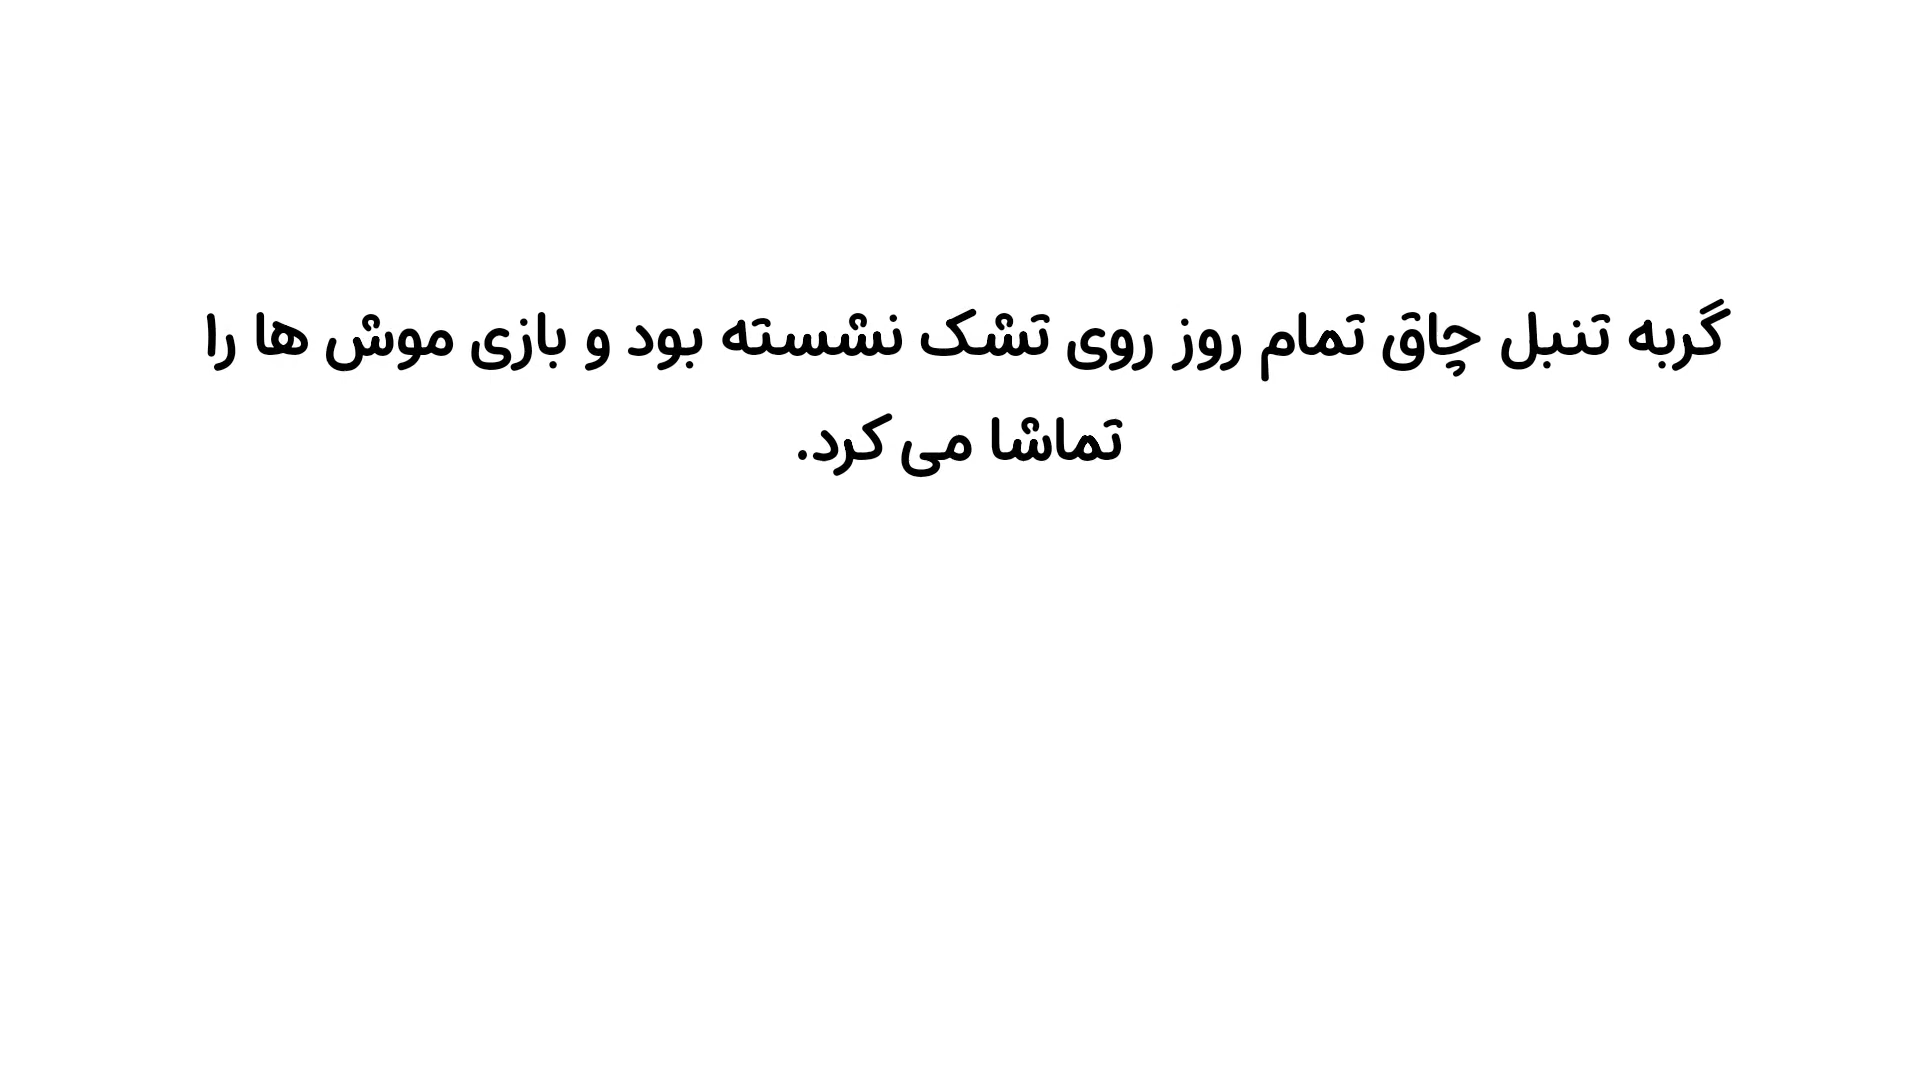 گربه تنبل چاق تمام روز روی تشک نشسته بود و بازی موش ها را
تماشا می کرد.